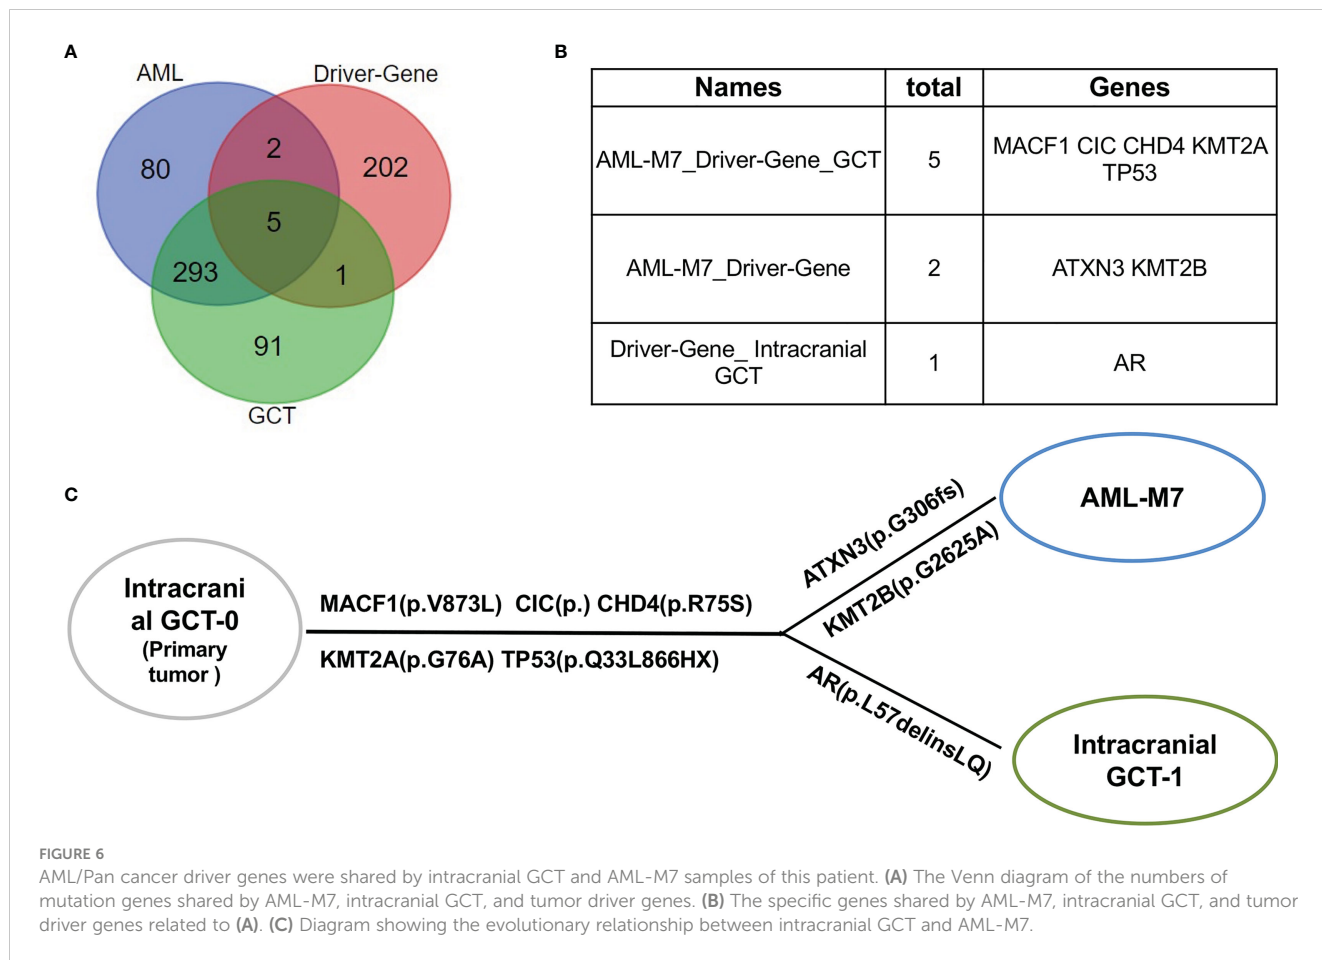 A
AML
Driver-Gene
80
2
202
5
293
1
91
GCT
B
Names total Genes
AML-M7_Driver-Gene_GCT 5 MACF1 CIC CHD4 KMT2A
TP53
AML-M7_Driver-Gene 2 ATXN3 KMT2B
Driver-Gene_ Intracranial
GCT 1 AR
C
Intracrani
al GCT-0
(Primary
tumor )
MACF1(p.V873L) CIC(p.) CHD4(p.R75S)
KMT2A(p.G76A) TP53(p.Q33L866HX)
ATXN3(p.G306fs)
KMT2B(p.G2625A)
AR(p.L57delinsLQ)
AML-M7
Intracranial
GCT-1
FIGURE 6
AML/Pan cancer driver genes were shared by intracranial GCT and AML-M7 samples of this patient. (A) The Venn diagram of the numbers of
mutation genes shared by AML-M7, intracranial GCT, and tumor driver genes. (B) The specific genes shared by AML-M7, intracranial GCT, and tumor
driver genes related to (A). (C) Diagram showing the evolutionary relationship between intracranial GCT and AML-M7.